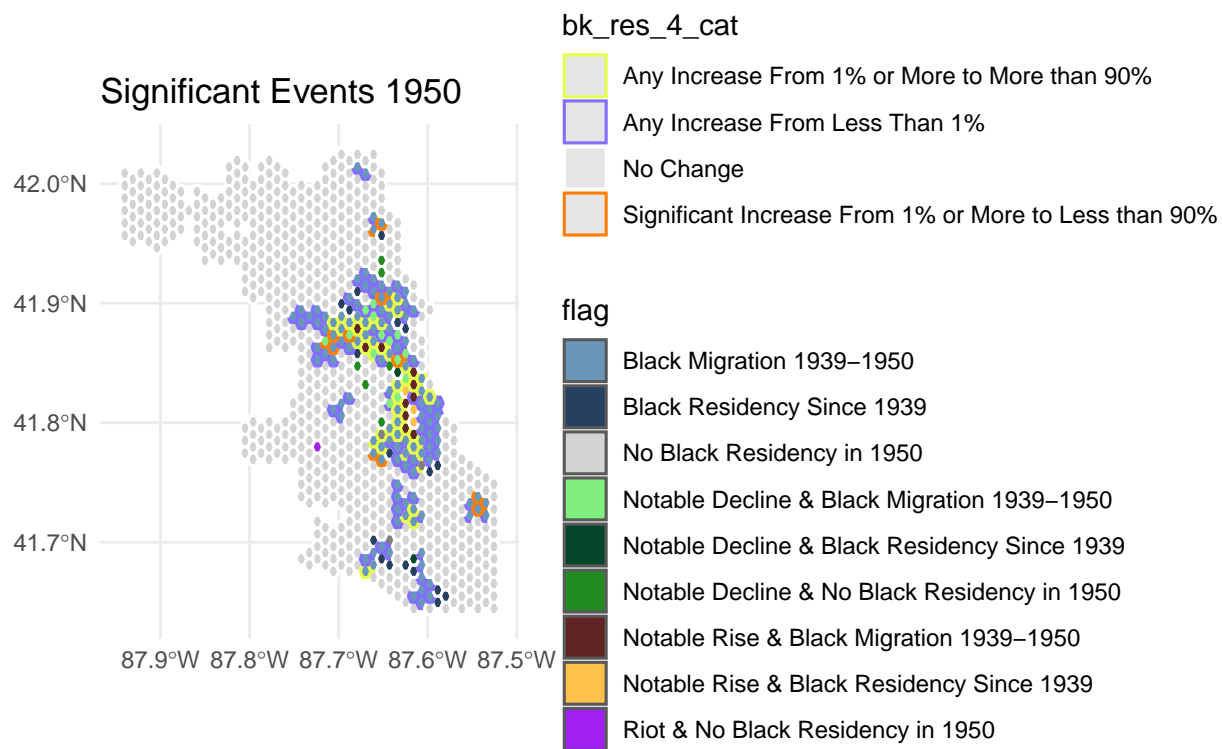 Significant Events 1950
42.0°N
41.9°N
41.8°N
41.7°N
87.9°W 87.8°W 87.7°W 87.6°W 87.5°W
bk_res_4_cat
Any Increase From 1% or More to More than 90%
Any Increase From Less Than 1%
No Change
Significant Increase From 1% or More to Less than 90%
flag
Black Migration 1939−1950
Black Residency Since 1939
No Black Residency in 1950
Notable Decline & Black Migration 1939−1950
Notable Decline & Black Residency Since 1939
Notable Decline & No Black Residency in 1950
Notable Rise & Black Migration 1939−1950
Notable Rise & Black Residency Since 1939
Riot & No Black Residency in 1950